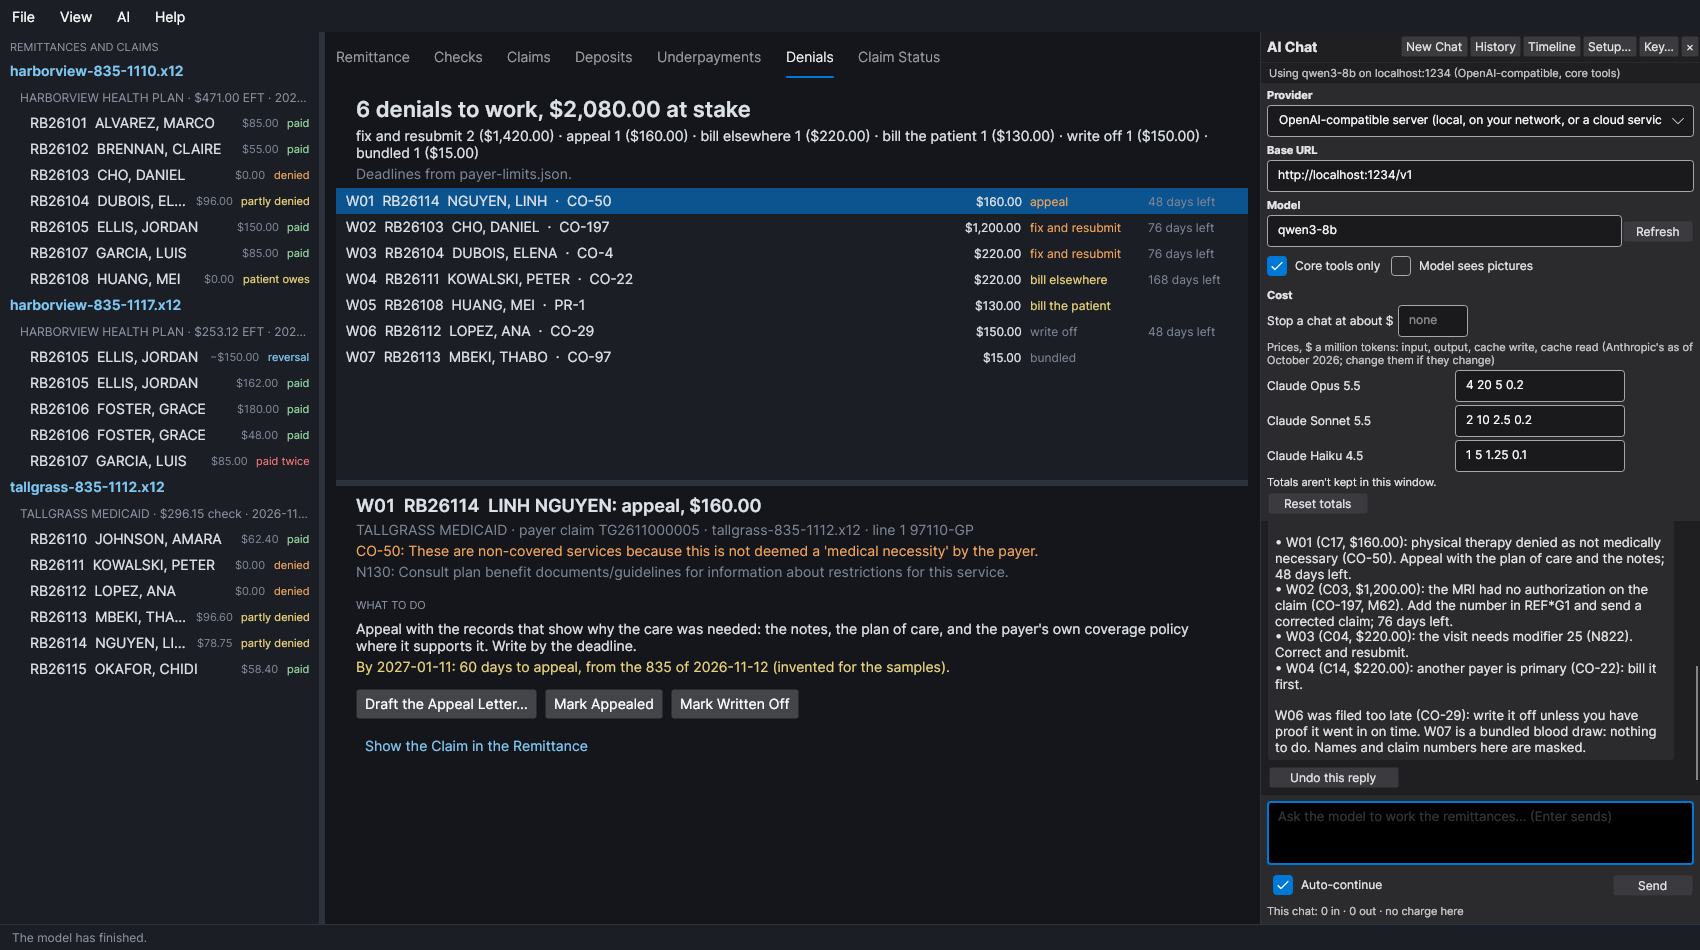 File View AI Help
REMITTANCES AND CLAIMS
harborview-835-1110.x12
HARBORVIEW HEALTH PLAN · $471.00 EFT · 202...
RB26101 ALVAREZ, MARCO $85.00 paid
RB26102 BRENNAN, CLAIRE $55.00 paid
RB26103 CHO, DANIEL $0.00 denied
RB26104 DUBOIS, EL... $96.00 partly denied
RB26105 ELLIS, JORDAN $150.00 paid
RB26107 GARCIA, LUIS $85.00 paid
RB26108 HUANG, MEI $0.00 patient owes
harborview-835-1117.x12
HARBORVIEW HEALTH PLAN · $253.12 EFT · 202...
RB26105 ELLIS, JORDAN −$150.00 reversal
RB26105 ELLIS, JORDAN $162.00 paid
RB26106 FOSTER, GRACE $180.00 paid
RB26106 FOSTER, GRACE $48.00 paid
RB26107 GARCIA, LUIS $85.00 paid twice
tallgrass-835-1112.x12
TALLGRASS MEDICAID · $296.15 check · 2026-11...
RB26110 JOHNSON, AMARA $62.40 paid
RB26111 KOWALSKI, PETER $0.00 denied
RB26112 LOPEZ, ANA $0.00 denied
RB26113 MBEKI, THA... $96.60 partly denied
RB26114 NGUYEN, LI... $78.75 partly denied
RB26115 OKAFOR, CHIDI $58.40 paid
Remittance Checks Claims Deposits Underpayments Denials Claim Status
6 denials to work, $2,080.00 at stake
fix and resubmit 2 ($1,420.00) · appeal 1 ($160.00) · bill elsewhere 1 ($220.00) · bill the patient 1 ($130.00) · write off 1 ($150.00) ·
bundled 1 ($15.00)
Deadlines from payer-limits.json.
W01 RB26114 NGUYEN, LINH · CO-50 $160.00 appeal 48 days left
W02 RB26103 CHO, DANIEL · CO-197 $1,200.00 fix and resubmit 76 days left
W03 RB26104 DUBOIS, ELENA · CO-4 $220.00 fix and resubmit 76 days left
W04 RB26111 KOWALSKI, PETER · CO-22 $220.00 bill elsewhere 168 days left
W05 RB26108 HUANG, MEI · PR-1 $130.00 bill the patient
W06 RB26112 LOPEZ, ANA · CO-29 $150.00 write off 48 days left
W07 RB26113 MBEKI, THABO · CO-97 $15.00 bundled
W01 RB26114 LINH NGUYEN: appeal, $160.00
TALLGRASS MEDICAID · payer claim TG2611000005 · tallgrass-835-1112.x12 · line 1 97110-GP
CO-50: These are non-covered services because this is not deemed a 'medical necessity' by the payer.
N130: Consult plan benefit documents/guidelines for information about restrictions for this service.
WHAT TO DO
Appeal with the records that show why the care was needed: the notes, the plan of care, and the payer's own coverage policy
where it supports it. Write by the deadline.
By 2027-01-11: 60 days to appeal, from the 835 of 2026-11-12 (invented for the samples).
Draft the Appeal Letter... Mark Appealed Mark Written Off
Show the Claim in the Remittance
AI Chat New Chat History Timeline Setup... Key... ×
Using qwen3-8b on localhost:1234 (OpenAI-compatible, core tools)
Provider
OpenAI-compatible server (local, on your network, or a cloud servic
Base URL
http://localhost:1234/v1
Model
qwen3-8b Refresh
Core tools only Model sees pictures
Cost
Stop a chat at about $ none
Prices, $ a million tokens: input, output, cache write, cache read (Anthropic's as of
October 2026; change them if they change)
Claude Opus 5.5 4 20 5 0.2
Claude Sonnet 5.5 2 10 2.5 0.2
Claude Haiku 4.5 1 5 1.25 0.1
Totals aren't kept in this window.
Reset totals
• W01 (C17, $160.00): physical therapy denied as not medically
necessary (CO-50). Appeal with the plan of care and the notes;
48 days left.
• W02 (C03, $1,200.00): the MRI had no authorization on the
claim (CO-197, M62). Add the number in REF*G1 and send a
corrected claim; 76 days left.
• W03 (C04, $220.00): the visit needs modifier 25 (N822).
Correct and resubmit.
• W04 (C14, $220.00): another payer is primary (CO-22): bill it
first.
W06 was filed too late (CO-29): write it off unless you have
proof it went in on time. W07 is a bundled blood draw: nothing
to do. Names and claim numbers here are masked.
Undo this reply
Ask the model to work the remittances... (Enter sends)
Auto-continue Send
This chat: 0 in · 0 out · no charge here
The model has finished.